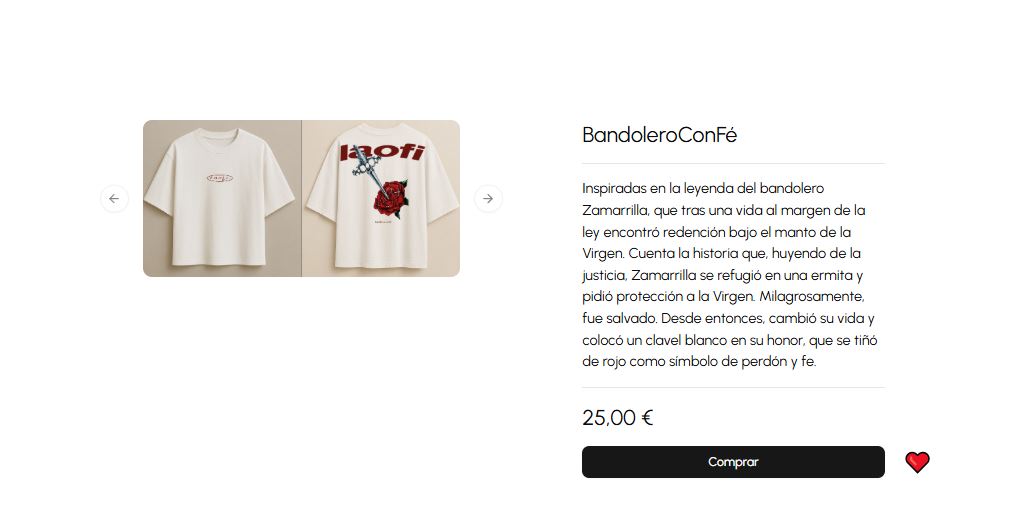 laofi
BandoleroConFé
Inspiradas en la leyenda del bandolero
Zamarrilla, que tras una vida al margen de la
ley encontró redención bajo el manto de la
Virgen. Cuenta la historia que, huyendo de la
justicia, Zamarrilla se refugió en una ermita y
pidió protección a la Virgen. Milagrosamente,
fue salvado. Desde entonces, cambió su vida y
colocó un clavel blanco en su honor, que se tiñó
de rojo como símbolo de perdón y fe.
25,00 €
Comprar